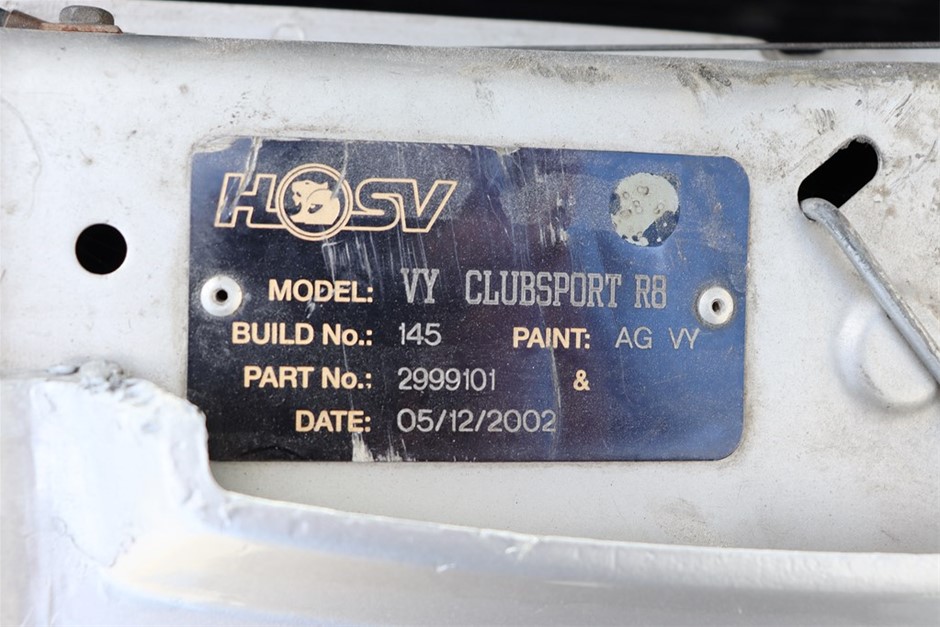 HSV
MODEL: VY CLUBSPORT R8
BUILD No.: 145 PAINT: AG VY
PART No.: 2999101 &
DATE: 05/12/2002